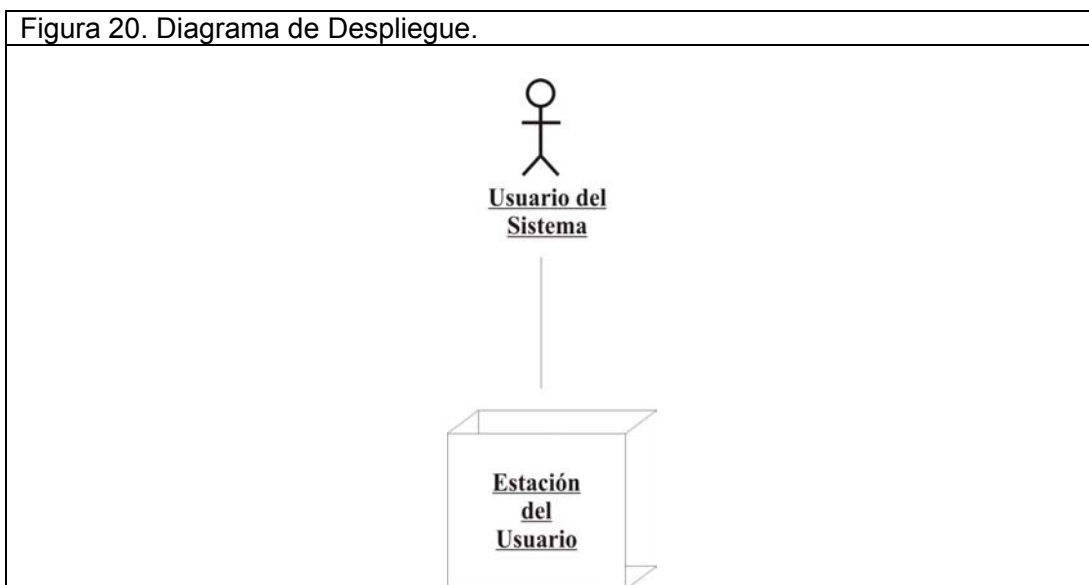 Figura 20. Diagrama de Despliegue.
Usuario del
Sistema
Estación
del
Usuario